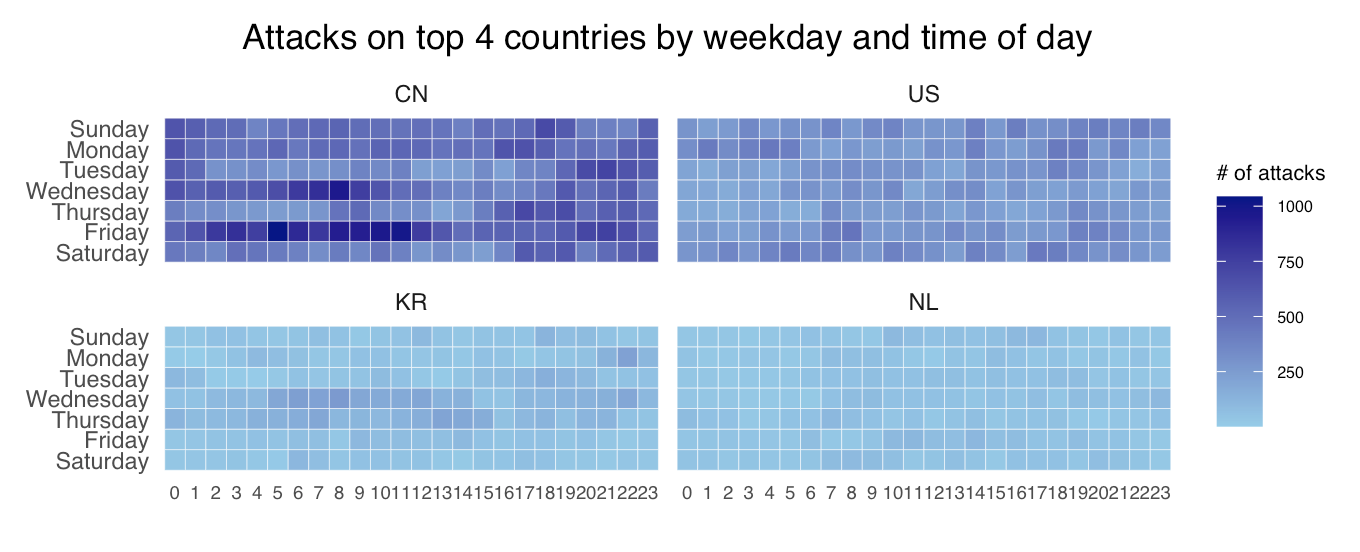 Attacks on top 4 countries by weekday and time of day
CN
US
Sunday
Monday
Tuesday
Wednesday
Thursday
Friday
Saturday
# of attacks
1000
750
500
250
KR
NL
Sunday
Monday
Tuesday
Wednesday
Thursday
Friday
Saturday
0 1 2 3 4 5 6 7 8 9 10 11 12 13 14 15 16 17 18 19 20 21 22 23
0 1 2 3 4 5 6 7 8 9 10 11 12 13 14 15 16 17 18 19 20 21 22 23